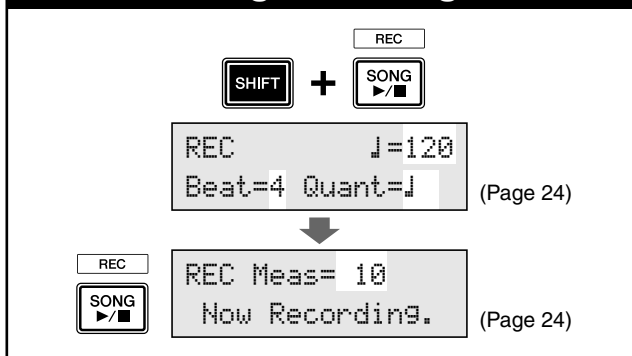 REC
SHIFT + SONG
▶/■
REC ♩=120
Beat=4 Quant=♩
(Page 24)
REC
SONG
▶/■
REC Meas= 10
Now Recording.
(Page 24)